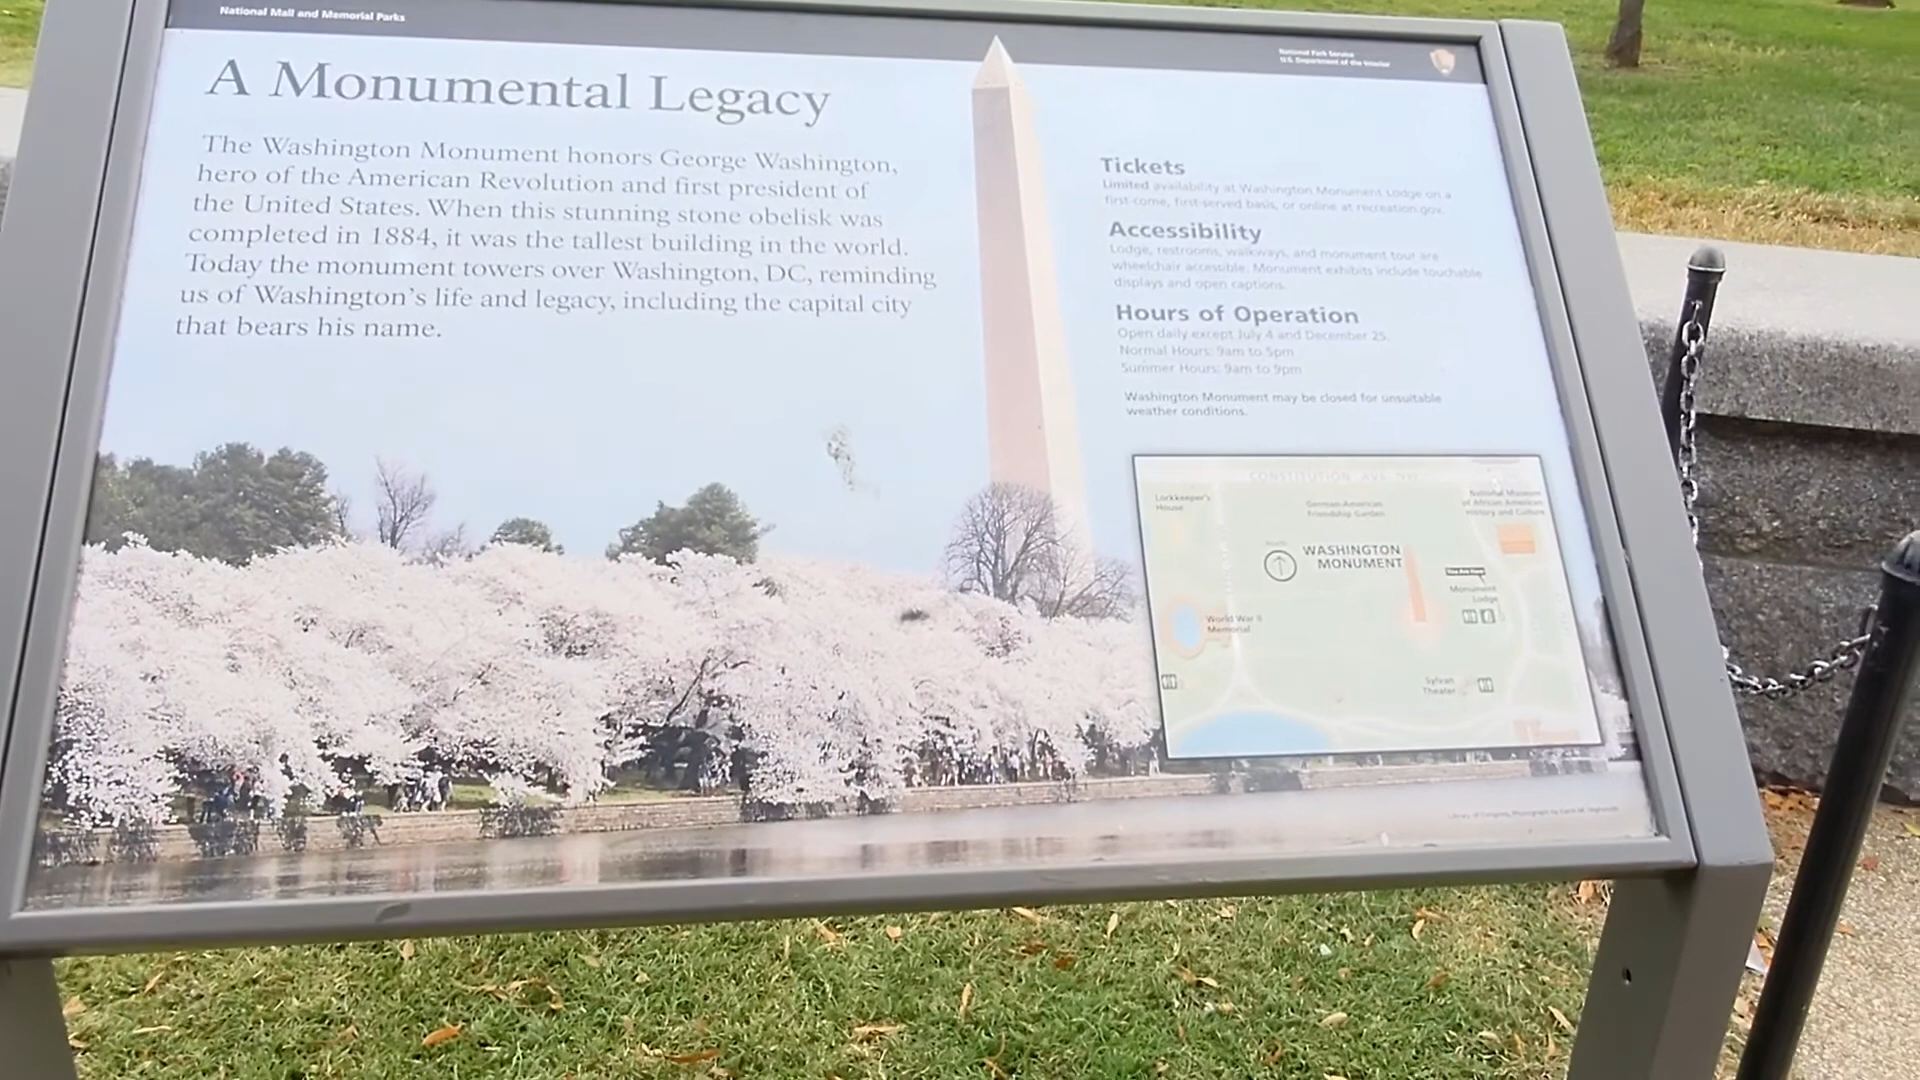 National Mall and Memorial Parks
National Park Service
U.S. Department of the Interior
A Monumental Legacy
The Washington Monument honors George Washington,
hero of the American Revolution and first president of
the United States. When this stunning stone obelisk was
completed in 1884, it was the tallest building in the world.
Today the monument towers over Washington, DC, reminding
us of Washington's life and legacy, including the capital city
that bears his name.
Tickets
Limited availability at Washington Monument Lodge on a
first-come, first-served basis, or online at recreation.gov.
Accessibility
Lodge, restrooms, walkways, and monument tour are
wheelchair accessible. Monument exhibits include touchable
displays and open captions.
Hours of Operation
Open daily except July 4 and December 25.
Normal Hours: 9am to 5pm
Summer Hours: 9am to 9pm
Washington Monument may be closed for unsuitable
weather conditions.
CONSTITUTION AVE NW
Lockkeeper's
House
German-American
Friendship Garden
National Museum
of African American
History and Culture
North
WASHINGTON
MONUMENT
You Are Here
Monument
Lodge
World War II
Memorial
Sylvan
Theater